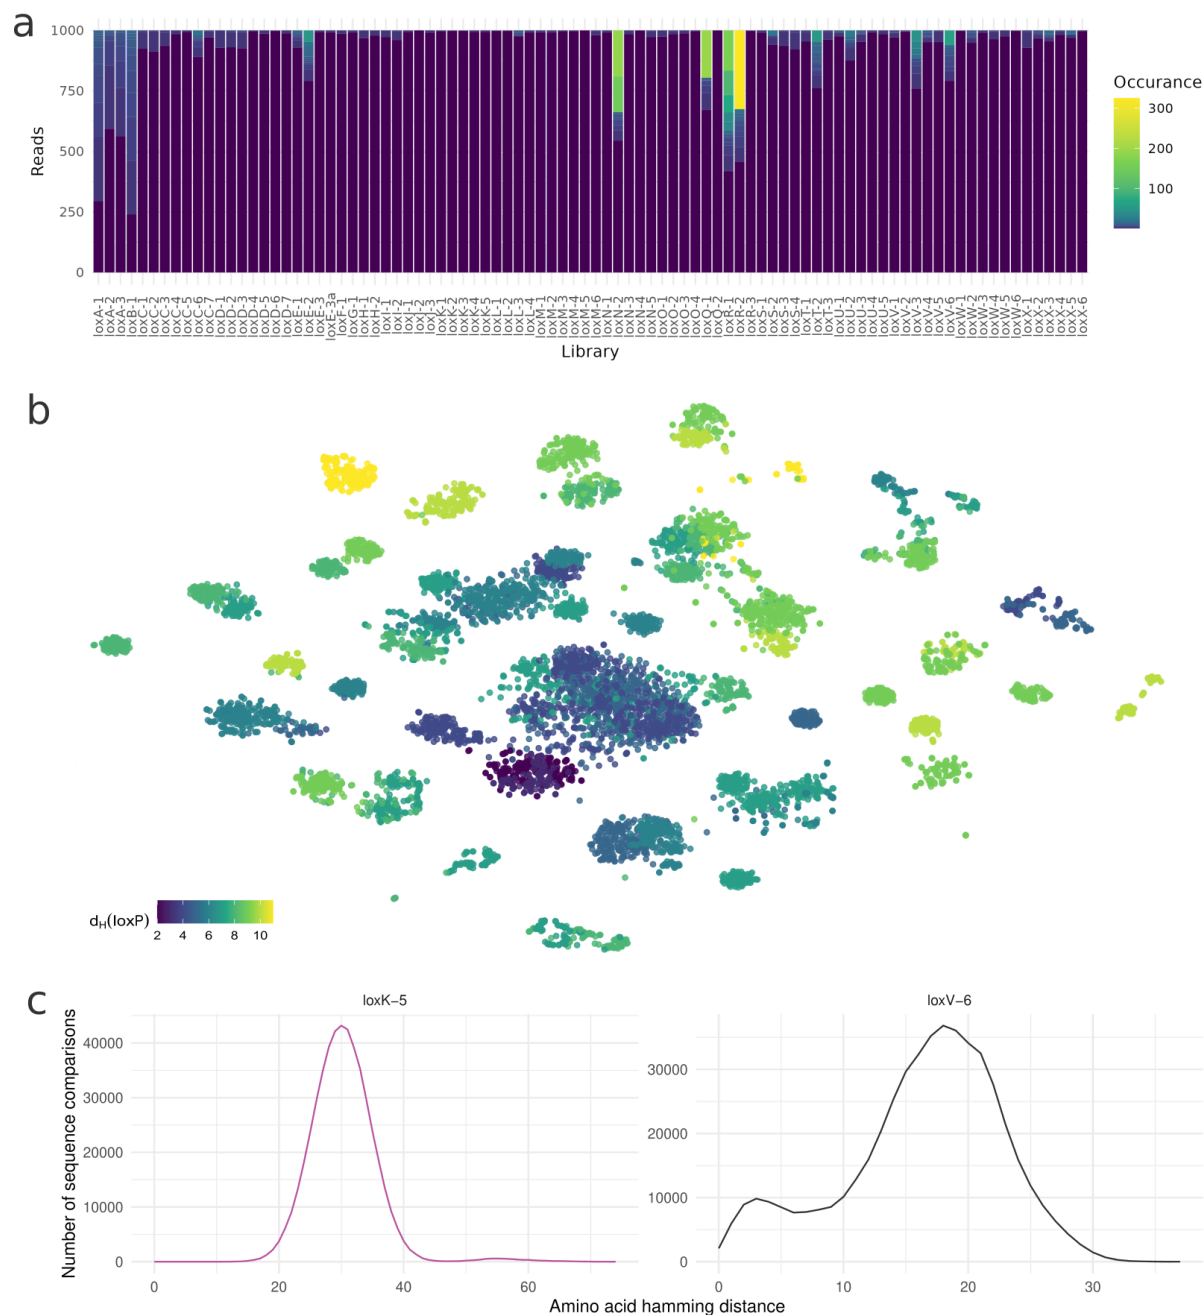 a
1000
750
500
250
0
Reads
loxA-1
loxA-2
loxA-3
loxB-1
loxC-1
loxC-2
loxC-3
loxC-4
loxC-5
loxC-6
loxC-7
loxD-1
loxD-2
loxD-3
loxD-4
loxD-5
loxD-6
loxD-7
loxE-1
loxE-2
loxE-3
loxE-3a
loxF-1
loxG-1
loxH-1
loxH-2
loxI-1
loxI-2
loxJ-1
loxJ-2
loxJ-3
loxK-1
loxK-2
loxK-3
loxK-4
loxK-5
loxL-1
loxL-2
loxL-3
loxL-4
loxM-1
loxM-2
loxM-3
loxM-4
loxM-5
loxM-6
loxN-1
loxN-2
loxN-3
loxN-4
loxN-5
loxO-1
loxO-2
loxO-3
loxO-4
loxQ-1
loxQ-2
loxR-1
loxR-2
loxR-3
loxS-1
loxS-2
loxS-3
loxS-4
loxT-1
loxT-2
loxT-3
loxU-1
loxU-2
loxU-3
loxU-4
loxU-5
loxV-1
loxV-2
loxV-3
loxV-4
loxV-5
loxV-6
loxW-1
loxW-2
loxW-3
loxW-4
loxW-5
loxW-6
loxX-1
loxX-2
loxX-3
loxX-4
loxX-5
loxX-6
Library
Occurance
300
200
100
b
dH(loxP)
2 4 6 8 10
c
loxK−5
loxV−6
Number of sequence comparisons
40000
30000
20000
10000
0
0 20 40 60
30000
20000
10000
0
0 10 20 30
Amino acid hamming distance